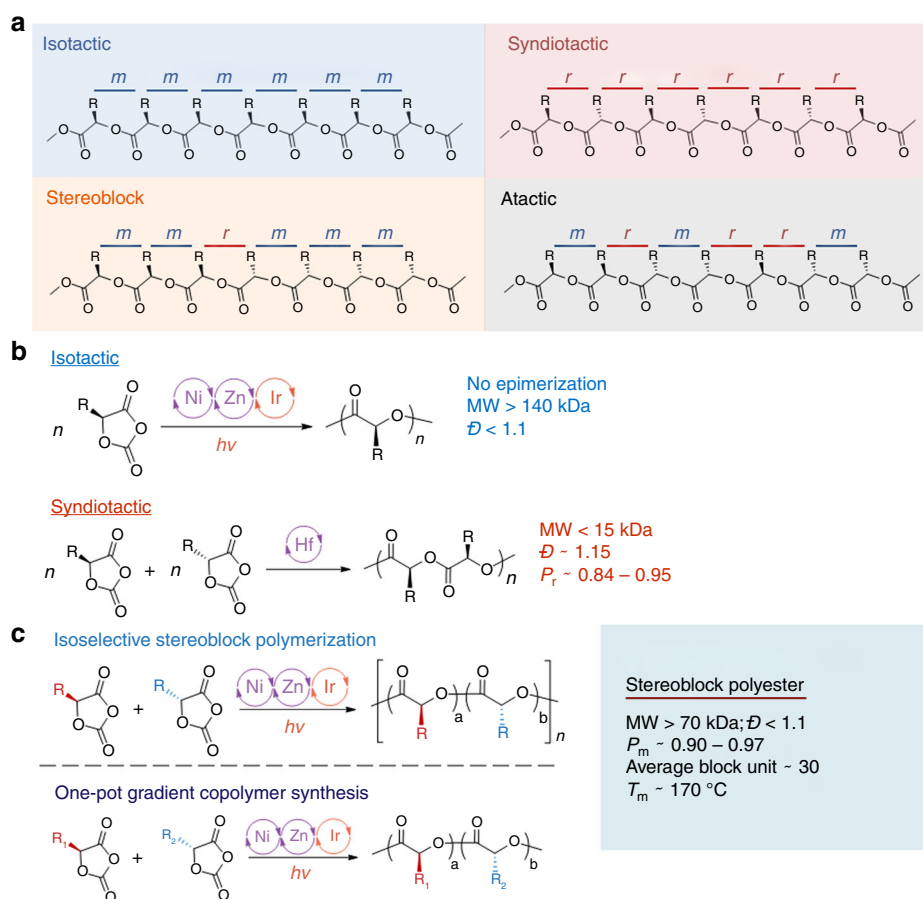 a
Isotactic
m m m m m m
R R R R R R R
O O O O O O O O
O O O O O O O
Syndiotactic
r r r r r r
R R R R R R R
O O O O O O O O
O O O O O O O
Stereoblock
m m r m m m
R R R R R R R
O O O O O O O O
O O O O O O O O
Atactic
m r m r r m
R R R R R R R
O O O O O O O O
O O O O O O O O
b
Isotactic
n
R
O
O
O
O
Ni Zn Ir
hv
O
O
n
R
No epimerization
MW > 140 kDa
Đ < 1.1
Syndiotactic
n
R
O
O
O
O
+
n
R
O
O
O
O
Hf
O
R
O
O
O
R
n
MW < 15 kDa
Đ ~ 1.15
Pr ~ 0.84 – 0.95
c
Isoselective stereoblock polymerization
R
O
O
O
O
+
R
O
O
O
O
Ni Zn Ir
hv
O
O
a
R
O
O
b
R
n
One-pot gradient copolymer synthesis
R1
O
O
O
O
+
R2
O
O
O
O
Ni Zn Ir
hv
O
O
a
R1
O
O
b
R2
Stereoblock polyester
MW > 70 kDa; Đ < 1.1
Pm ~ 0.90 – 0.97
Average block unit ~ 30
Tm ~ 170 °C